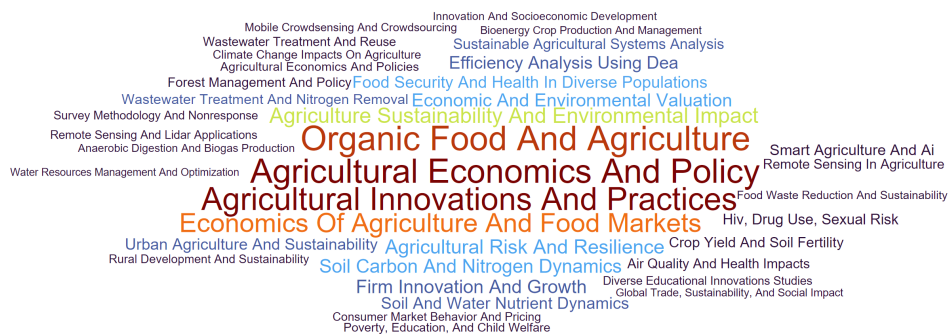 Innovation And Socioeconomic Development
Mobile Crowdsensing And Crowdsourcing
Bioenergy Crop Production And Management
Wastewater Treatment And Reuse
Sustainable Agricultural Systems Analysis
Climate Change Impacts On Agriculture
Efficiency Analysis Using Dea
Agricultural Economics And Policies
Forest Management And Policy
Food Security And Health In Diverse Populations
Wastewater Treatment And Nitrogen Removal
Economic And Environmental Valuation
Survey Methodology And Nonresponse
Agriculture Sustainability And Environmental Impact
Remote Sensing And Lidar Applications
Organic Food And Agriculture
Anaerobic Digestion And Biogas Production
Smart Agriculture And Ai
Remote Sensing In Agriculture
Water Resources Management And Optimization
Agricultural Economics And Policy
Agricultural Innovations And Practices
Food Waste Reduction And Sustainability
Economics Of Agriculture And Food Markets
Hiv, Drug Use, Sexual Risk
Urban Agriculture And Sustainability
Agricultural Risk And Resilience
Crop Yield And Soil Fertility
Rural Development And Sustainability
Soil Carbon And Nitrogen Dynamics
Air Quality And Health Impacts
Firm Innovation And Growth
Diverse Educational Innovations Studies
Global Trade, Sustainability, And Social Impact
Soil And Water Nutrient Dynamics
Consumer Market Behavior And Pricing
Poverty, Education, And Child Welfare